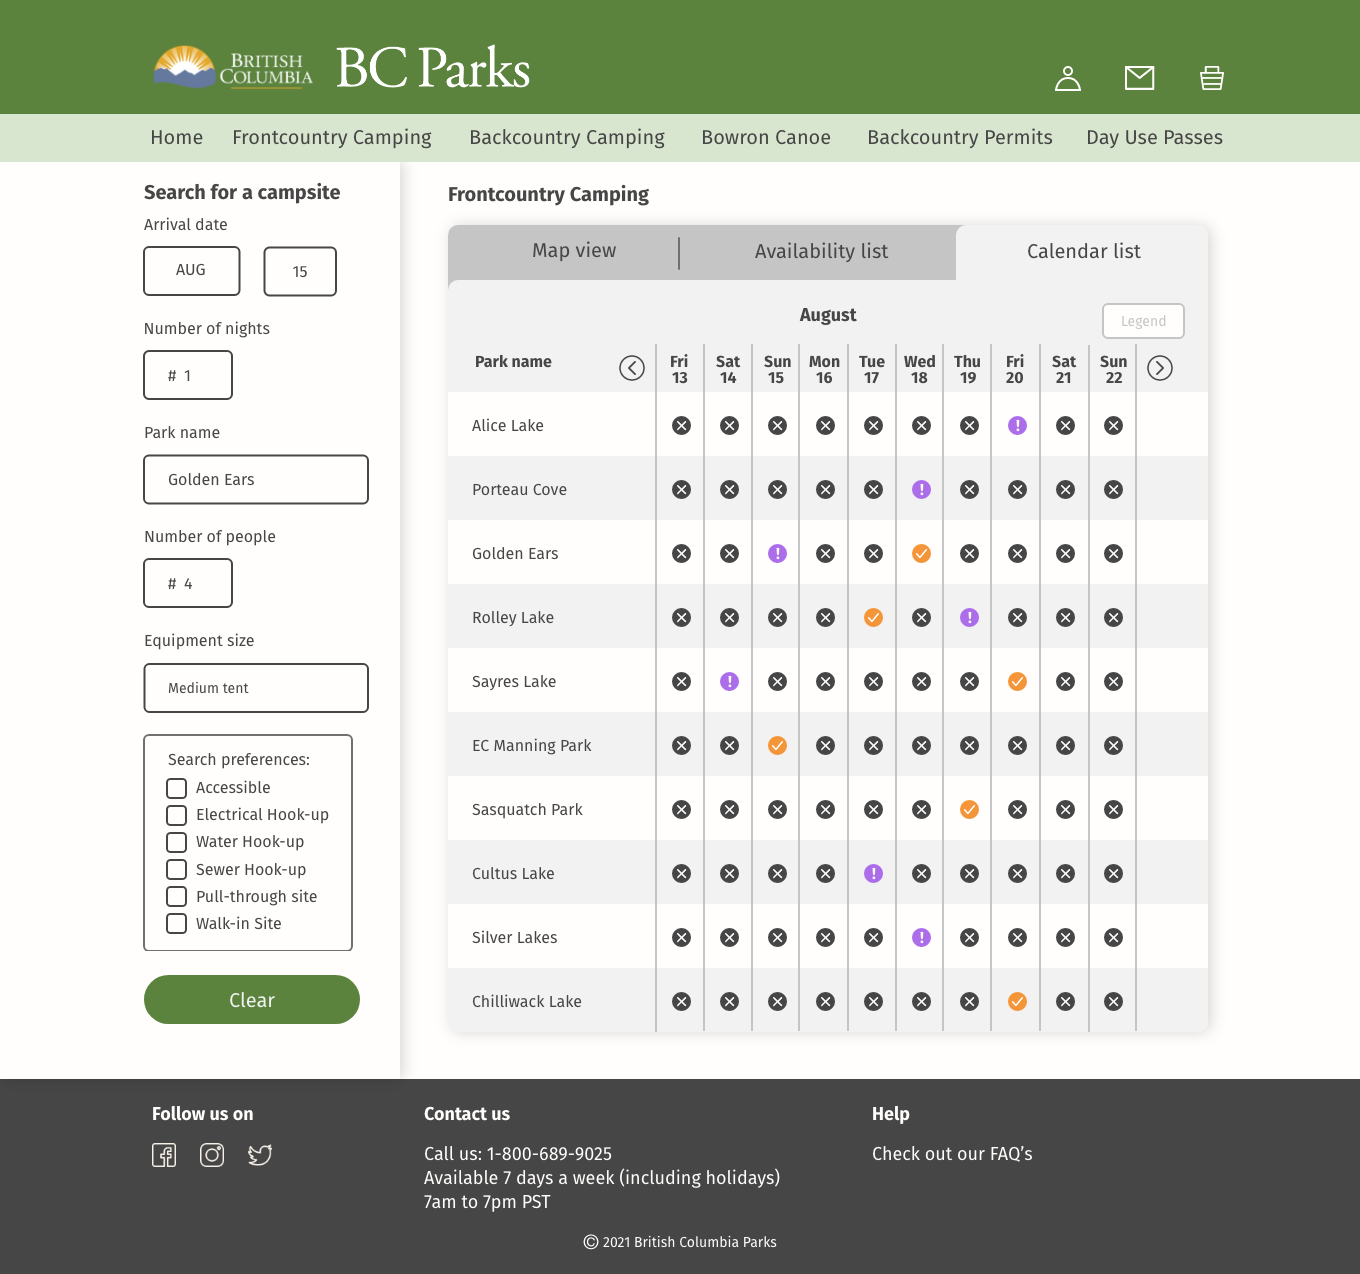 BRITISH
COLUMBIA
BC Parks
Home Frontcountry Camping Backcountry Camping Bowron Canoe Backcountry Permits Day Use Passes
Search for a campsite
Arrival date
AUG 15
Number of nights
# 1
Park name
Golden Ears
Number of people
# 4
Equipment size
Medium tent
Search preferences:
Accessible
Electrical Hook-up
Water Hook-up
Sewer Hook-up
Pull-through site
Walk-in Site
Clear
Frontcountry Camping
Map view Availability list Calendar list
August
Legend
Park name Fri Sat Sun Mon Tue Wed Thu Fri Sat Sun
13 14 15 16 17 18 19 20 21 22
Alice Lake
Porteau Cove
Golden Ears
Rolley Lake
Sayres Lake
EC Manning Park
Sasquatch Park
Cultus Lake
Silver Lakes
Chilliwack Lake
Follow us on
Contact us
Call us: 1-800-689-9025
Available 7 days a week (including holidays)
7am to 7pm PST
Help
Check out our FAQ’s
© 2021 British Columbia Parks